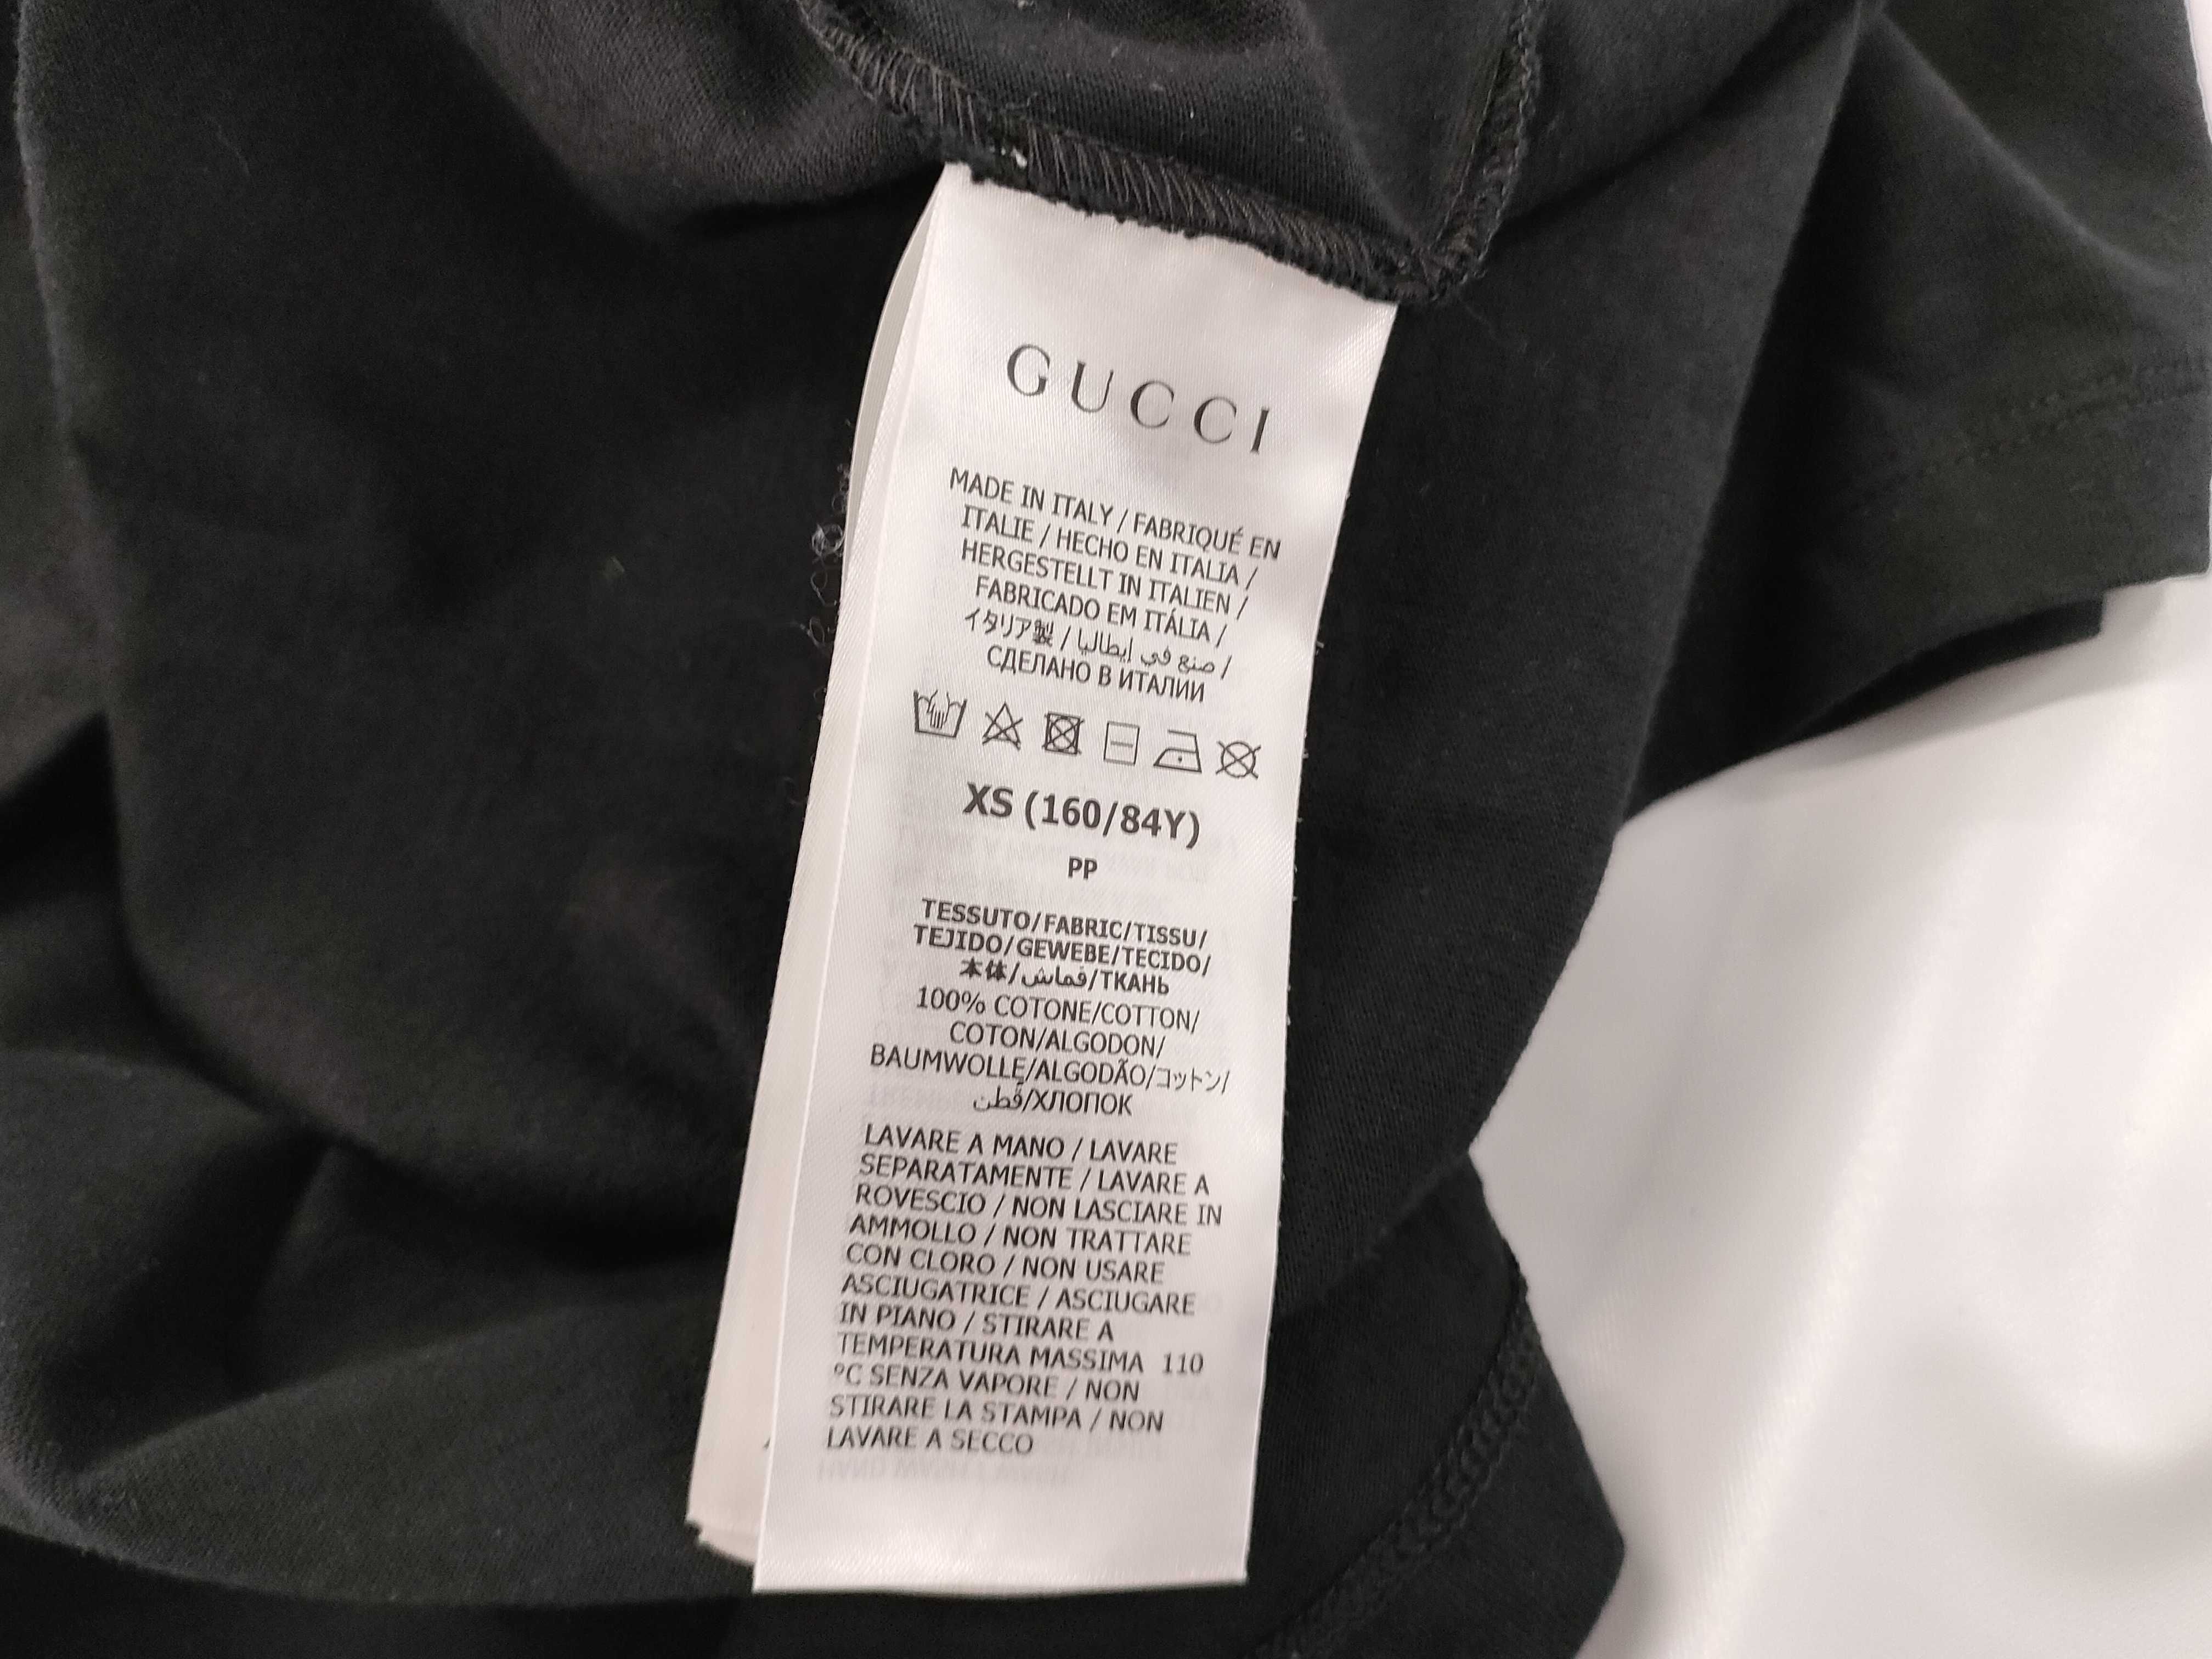 GUCCI
MADE IN ITALY / FABRIQUÉ EN
ITALIE / HECHO EN ITALIA /
HERGESTELLT IN ITALIEN /
FABRICADO EM ITÁLIA /
イタリア製 / صنع في إيطاليا /
СДЕЛАНО В ИТАЛИИ
XS (160/84Y)
PP
TESSUTO/FABRIC/TISSU/
TEJIDO/GEWEBE/TECIDO/
本体/قماش/ТКАНЬ
100% COTONE/COTTON/
COTON/ALGODON/
BAUMWOLLE/ALGODÃO/コットン/
قُطن/ХЛОПОК
LAVARE A MANO / LAVARE
SEPARATAMENTE / LAVARE A
ROVESCIO / NON LASCIARE IN
AMMOLLO / NON TRATTARE
CON CLORO / NON USARE
ASCIUGATRICE / ASCIUGARE
IN PIANO / STIRARE A
TEMPERATURA MASSIMA 110
°C SENZA VAPORE / NON
STIRARE LA STAMPA / NON
LAVARE A SECCO